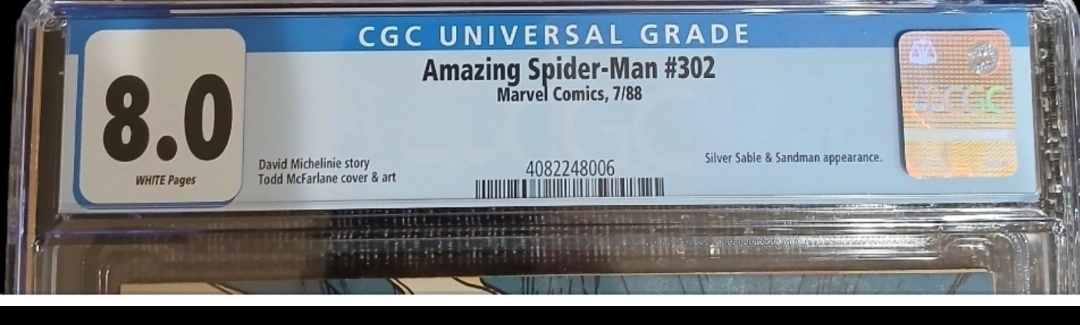 CGC UNIVERSAL GRADE
8.0
WHITE Pages
Amazing Spider-Man #302
Marvel Comics, 7/88
David Michelinie story
Todd McFarlane cover & art
4082248006
Silver Sable & Sandman appearance.
CGC